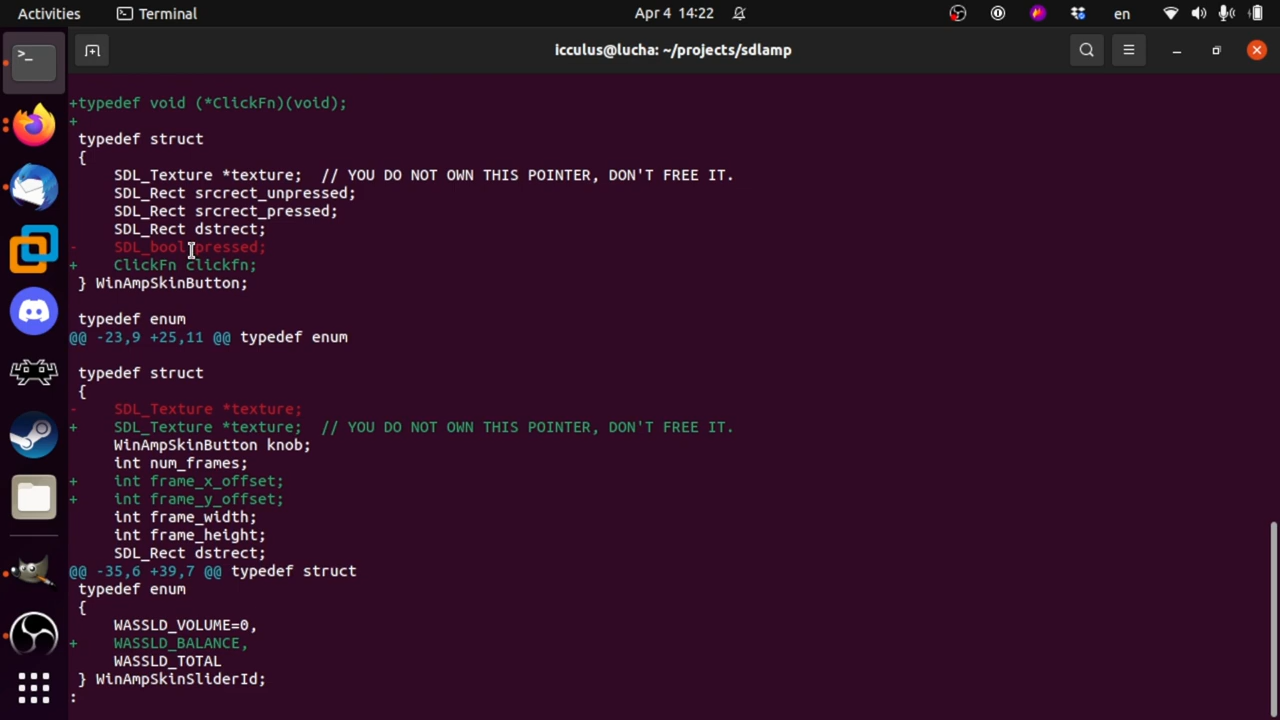 Activities
Terminal
Apr 4 14:22
en
icculus@lucha: ~/projects/sdlamp
+typedef void (*ClickFn)(void);
+
 typedef struct
 {
     SDL_Texture *texture;  // YOU DO NOT OWN THIS POINTER, DON'T FREE IT.
     SDL_Rect srcrect_unpressed;
     SDL_Rect srcrect_pressed;
     SDL_Rect dstrect;
-    SDL_bool pressed;
+    ClickFn clickfn;
 } WinAmpSkinButton;
 typedef enum
@@ -23,9 +25,11 @@ typedef enum
 typedef struct
 {
-    SDL_Texture *texture;
+    SDL_Texture *texture;  // YOU DO NOT OWN THIS POINTER, DON'T FREE IT.
     WinAmpSkinButton knob;
     int num_frames;
+    int frame_x_offset;
+    int frame_y_offset;
     int frame_width;
     int frame_height;
     SDL_Rect dstrect;
@@ -35,6 +39,7 @@ typedef struct
 typedef enum
 {
     WASSLD_VOLUME=0,
+    WASSLD_BALANCE,
     WASSLD_TOTAL
 } WinAmpSkinSliderId;
: